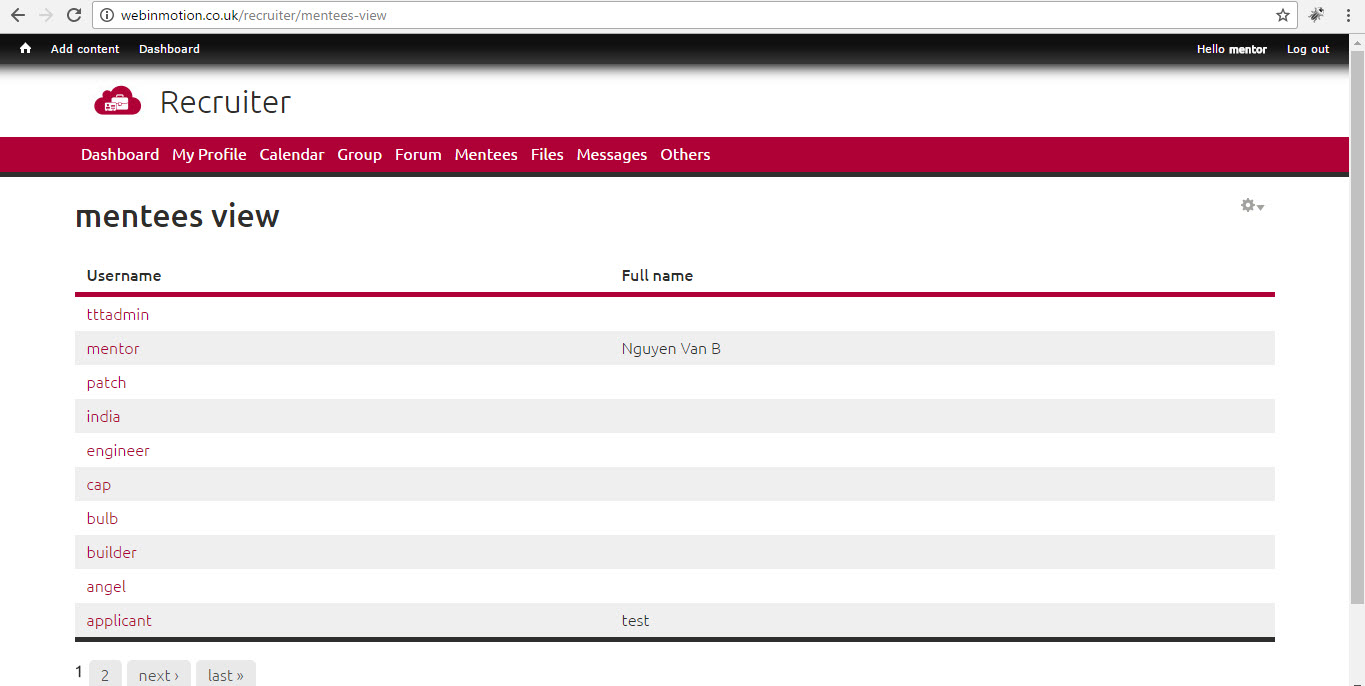 webinmotion.co.uk/recruiter/mentees-view
Add content Dashboard Hello mentor Log out
Recruiter
Dashboard My Profile Calendar Group Forum Mentees Files Messages Others
mentees view
Username Full name
tttadmin
mentor Nguyen Van B
patch
india
engineer
cap
bulb
builder
angel
applicant test
1 2 next › last »